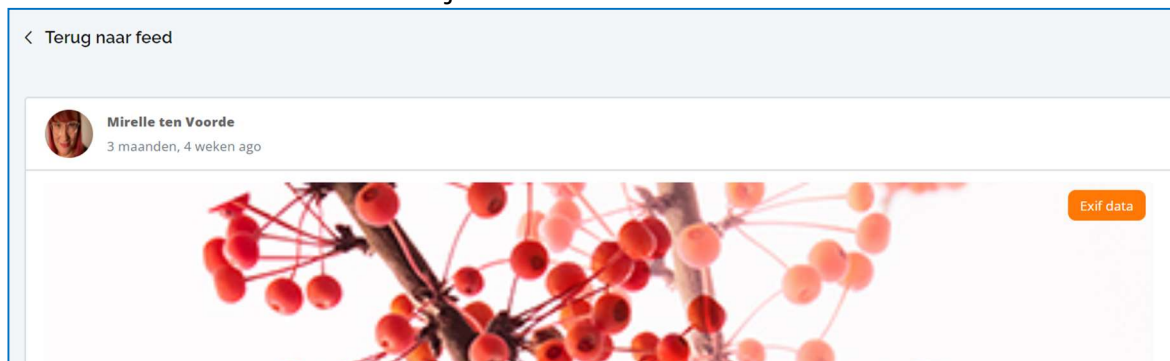 Terug naar feed
Mirelle ten Voorde
3 maanden, 4 weken ago
Exif data